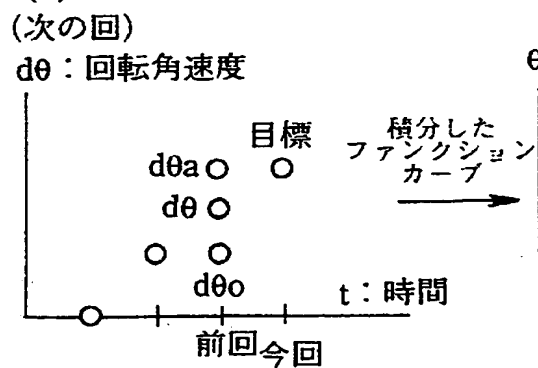 (次の回)
dθ：回転角速度
目標
dθa
dθ
dθo
t：時間
前回今回
積分した
ファンクション
カーブ
θ